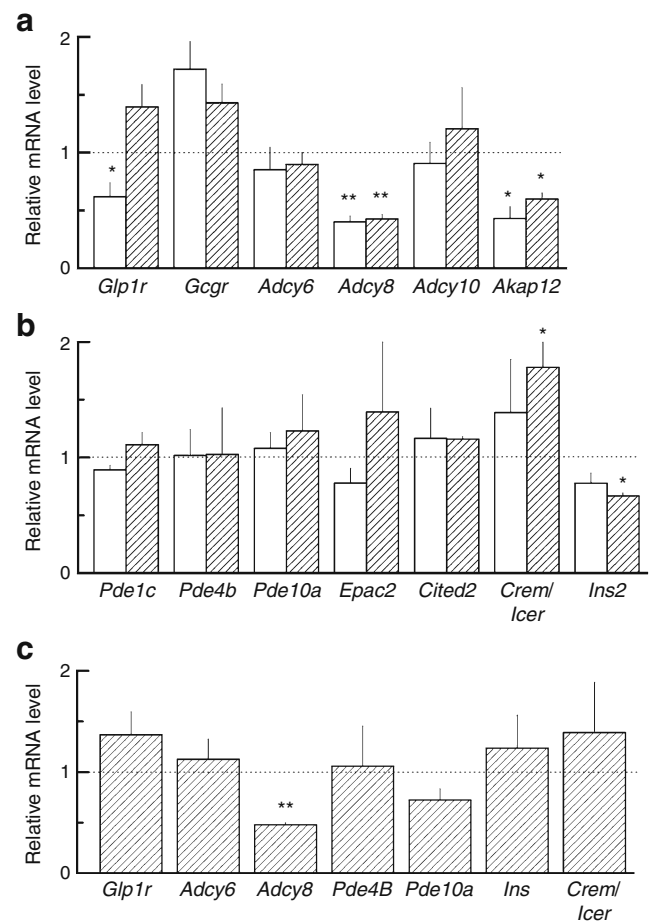 a
Relative mRNA level
2
1
0
*
**
**
*
*
Glp1r Gcgr Adcy6 Adcy8 Adcy10 Akap12
b
Relative mRNA level
2
1
0
*
*
Pde1c Pde4b Pde10a Epac2 Cited2 Crem/ Ins2
Icer
c
Relative mRNA level
2
1
0
**
Glp1r Adcy6 Adcy8 Pde4B Pde10a Ins Crem/
Icer